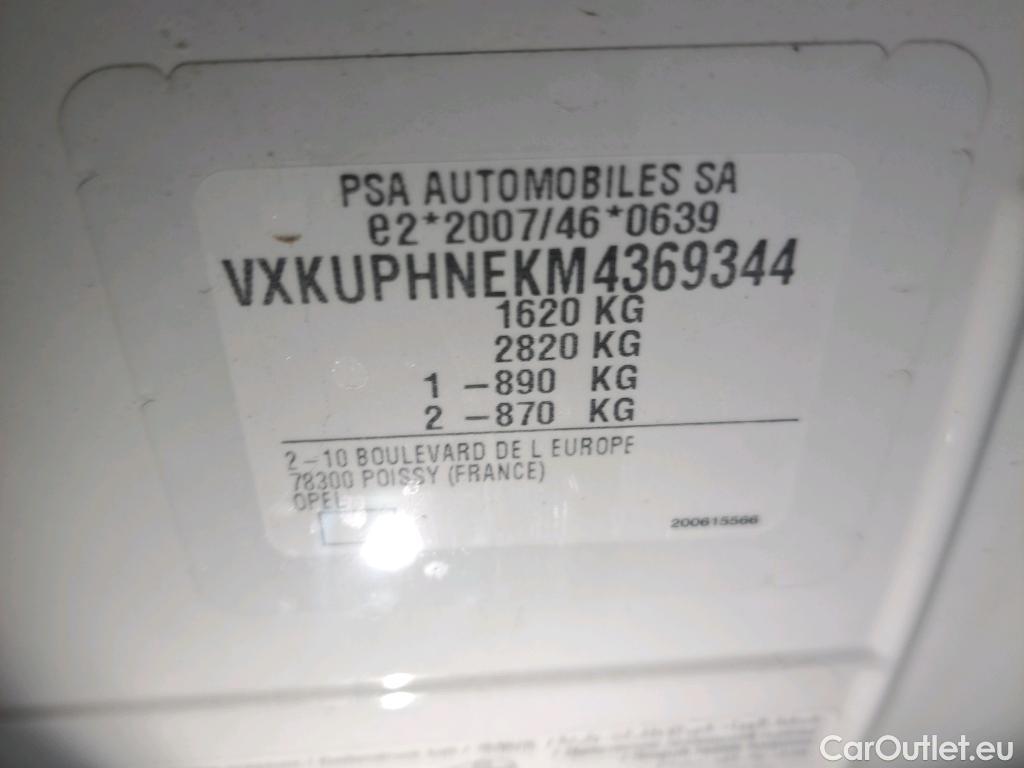 PSA AUTOMOBILES SA
e2*2007/46*0639
VXKUPHNEKM4369344
1620 KG
2820 KG
1 -890 KG
2 -870 KG
2-10 BOULEVARD DE L EUROPE
78300 POISSY (FRANCE)
OPEL
200615566
CarOutlet.eu